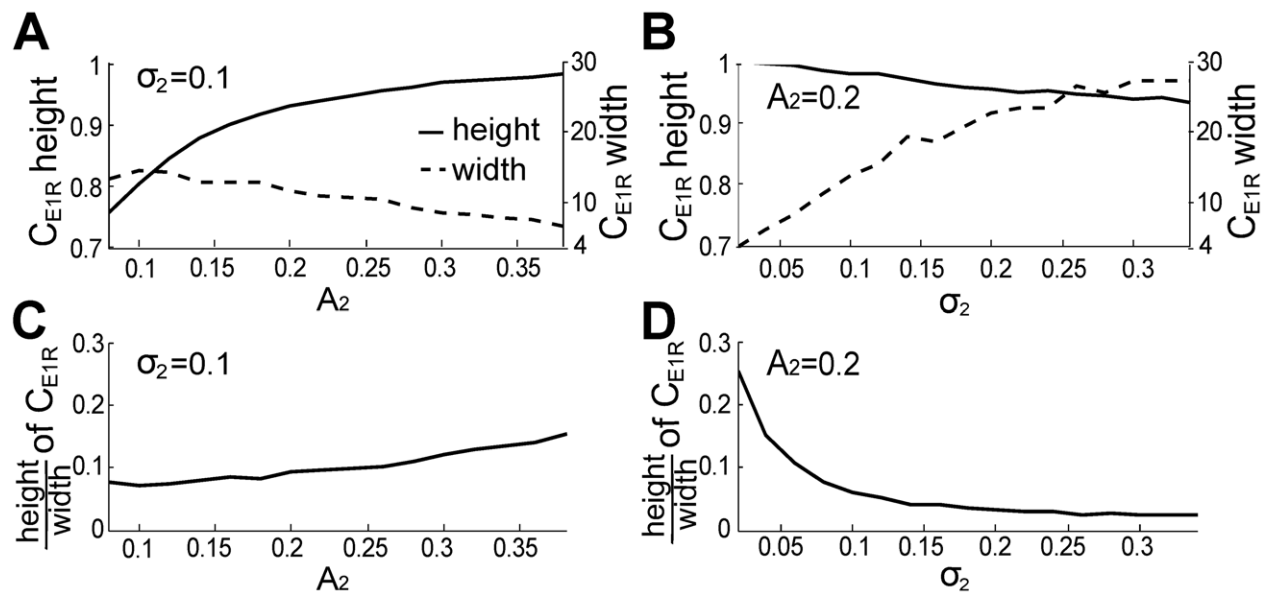 A
σ2=0.1
CE1R height
1
0.9
0.8
0.7
CE1R width
30
20
10
4
height
width
0.1 0.15 0.2 0.25 0.3 0.35
A2
B
A2=0.2
CE1R height
1
0.9
0.8
0.7
CE1R width
30
20
10
4
0.05 0.1 0.15 0.2 0.25 0.3
σ2
C
σ2=0.1
height
width
of CE1R
0.3
0.2
0.1
0
0.1 0.15 0.2 0.25 0.3 0.35
A2
D
A2=0.2
height
width
of CE1R
0.3
0.2
0.1
0
0.05 0.1 0.15 0.2 0.25 0.3
σ2